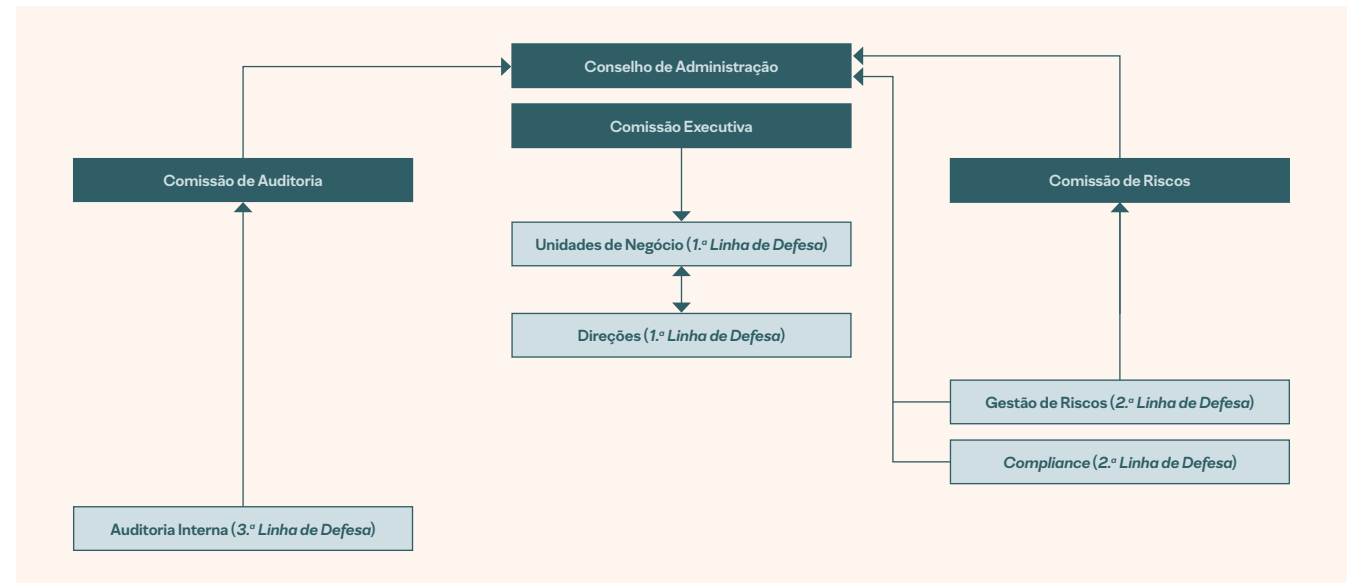 Conselho de Administração
Comissão Executiva
Comissão de Auditoria
Comissão de Riscos
Unidades de Negócio (1.ª Linha de Defesa)
Direções (1.ª Linha de Defesa)
Gestão de Riscos (2.ª Linha de Defesa)
Compliance (2.ª Linha de Defesa)
Auditoria Interna (3.ª Linha de Defesa)